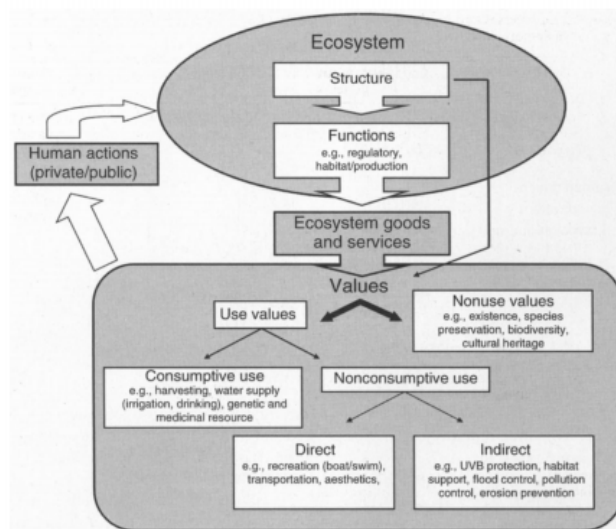 Ecosystem
Structure
Functions
e.g., regulatory,
habitat/production
Human actions
(private/public)
Ecosystem goods
and services
Values
Use values
Nonuse values
e.g., existence, species
preservation, biodiversity,
cultural heritage
Consumptive use
e.g., harvesting, water supply
(irrigation, drinking), genetic and
medicinal resource
Nonconsumptive use
Direct
e.g., recreation (boat/swim),
transportation, aesthetics,
Indirect
e.g., UVB protection, habitat
support, flood control, pollution
control, erosion prevention